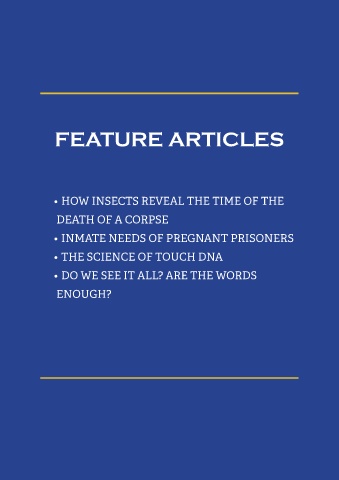 FEATURE ARTICLES
• HOW INSECTS REVEAL THE TIME OF THE
DEATH OF A CORPSE
• INMATE NEEDS OF PREGNANT PRISONERS
• THE SCIENCE OF TOUCH DNA
• DO WE SEE IT ALL? ARE THE WORDS
ENOUGH?